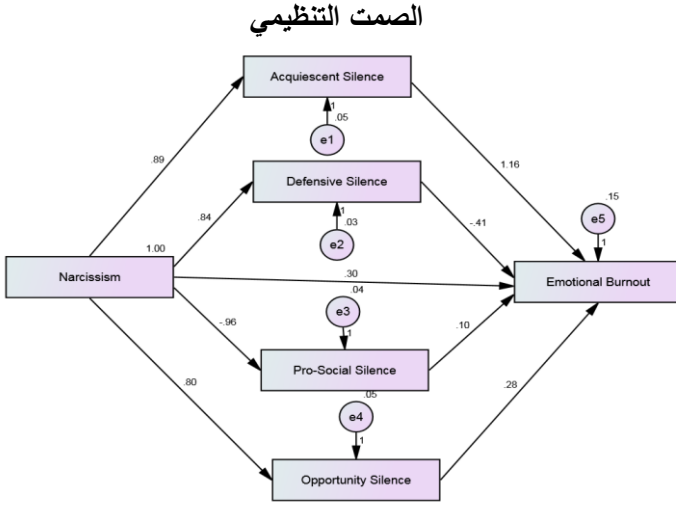 الصمت التنظيمي
Acquiescent Silence
1
.05
e1
.89
1.16
Defensive Silence
.15
e5
1
.84
1
.03
e2
-.41
1.00
Narcissism
.30
Emotional Burnout
.04
e3
1
-.96
.10
Pro-Social Silence
.80
.05
.28
e4
1
Opportunity Silence